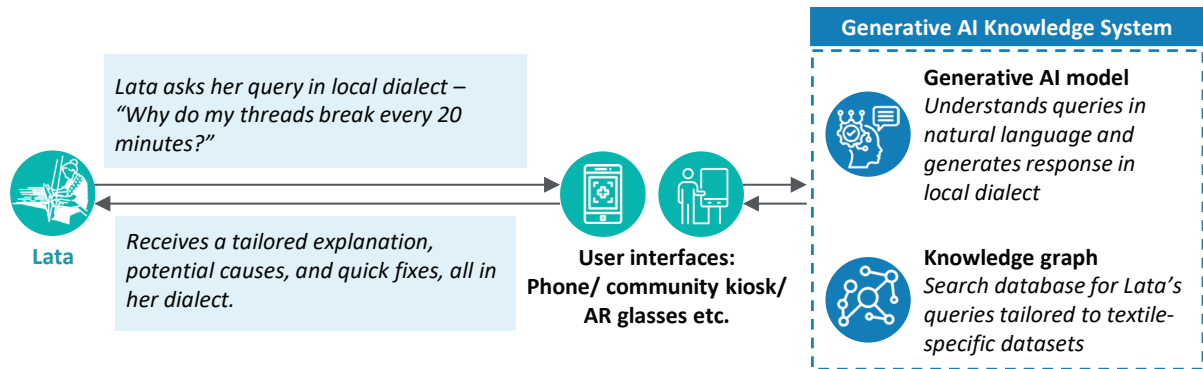 Generative AI Knowledge System
Lata asks her query in local dialect –
“Why do my threads break every 20
minutes?”
Lata
Receives a tailored explanation,
potential causes, and quick fixes, all in
her dialect.
User interfaces:
Phone/ community kiosk/
AR glasses etc.
Generative AI model
Understands queries in
natural language and
generates response in
local dialect
Knowledge graph
Search database for Lata’s
queries tailored to textile-
specific datasets